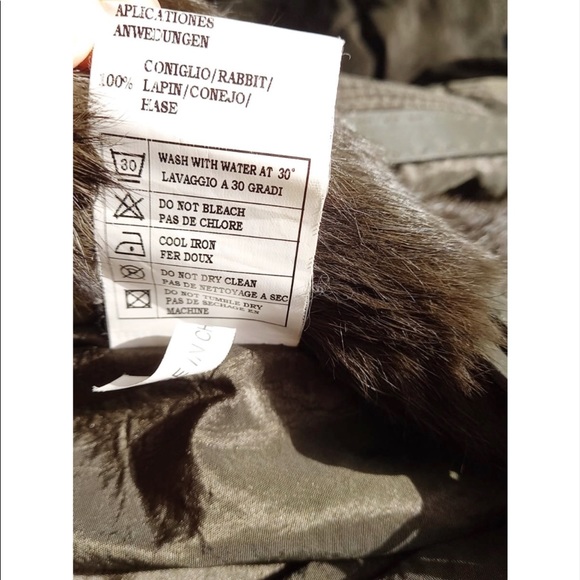 APLICATIONES
ANWEDUNGEN
CONIGLIO/RABBIT/
100% LAPIN/CONEJO/
HASE
30 WASH WITH WATER AT 30°
LAVAGGIO A 30 GRADI
DO NOT BLEACH
PAS DE CHLORE
COOL IRON
FER DOUX
DO NOT DRY CLEAN
PAS DE NETTOYAGE A SEC
DO NOT TUMBLE DRY
PAS DE SECHAGE EN
MACHINE